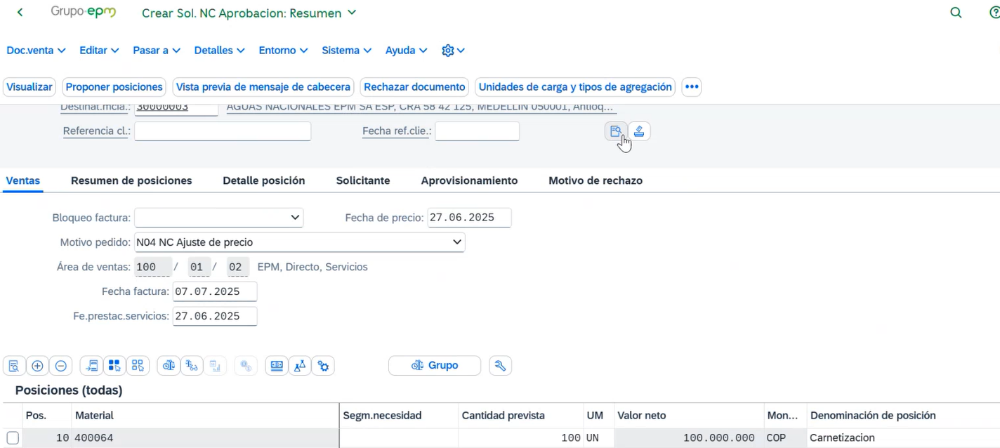 Grupo·epm Crear Sol. NC Aprobacion: Resumen
Doc.venta Editar Pasar a Detalles Entorno Sistema Ayuda
Visualizar Proponer posiciones Vista previa de mensaje de cabecera Rechazar documento Unidades de carga y tipos de agregación
Destinat.mcía.: 30000003 AGUAS NACIONALES EPM SA ESP, CRA 58 42 125, MEDELLIN 050001, Antioq...
Referencia cl.: Fecha ref.clie.:
Ventas Resumen de posiciones Detalle posición Solicitante Aprovisionamiento Motivo de rechazo
Bloqueo factura: Fecha de precio: 27.06.2025
Motivo pedido: N04 NC Ajuste de precio
Área de ventas: 100 / 01 / 02 EPM, Directo, Servicios
Fecha factura: 07.07.2025
Fe.prestac.servicios: 27.06.2025
Grupo
Posiciones (todas)
Pos. Material Segm.necesidad Cantidad prevista UM Valor neto Mon... Denominación de posición
10 400064 100 UN 100.000.000 COP Carnetizacion